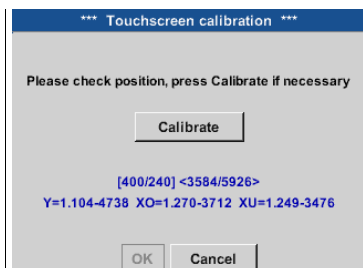 *** Touchscreen calibration ***
Please check position, press Calibrate if necessary
Calibrate
[400/240] <3584/5926>
Y=1.104-4738 XO=1.270-3712 XU=1.249-3476
OK Cancel